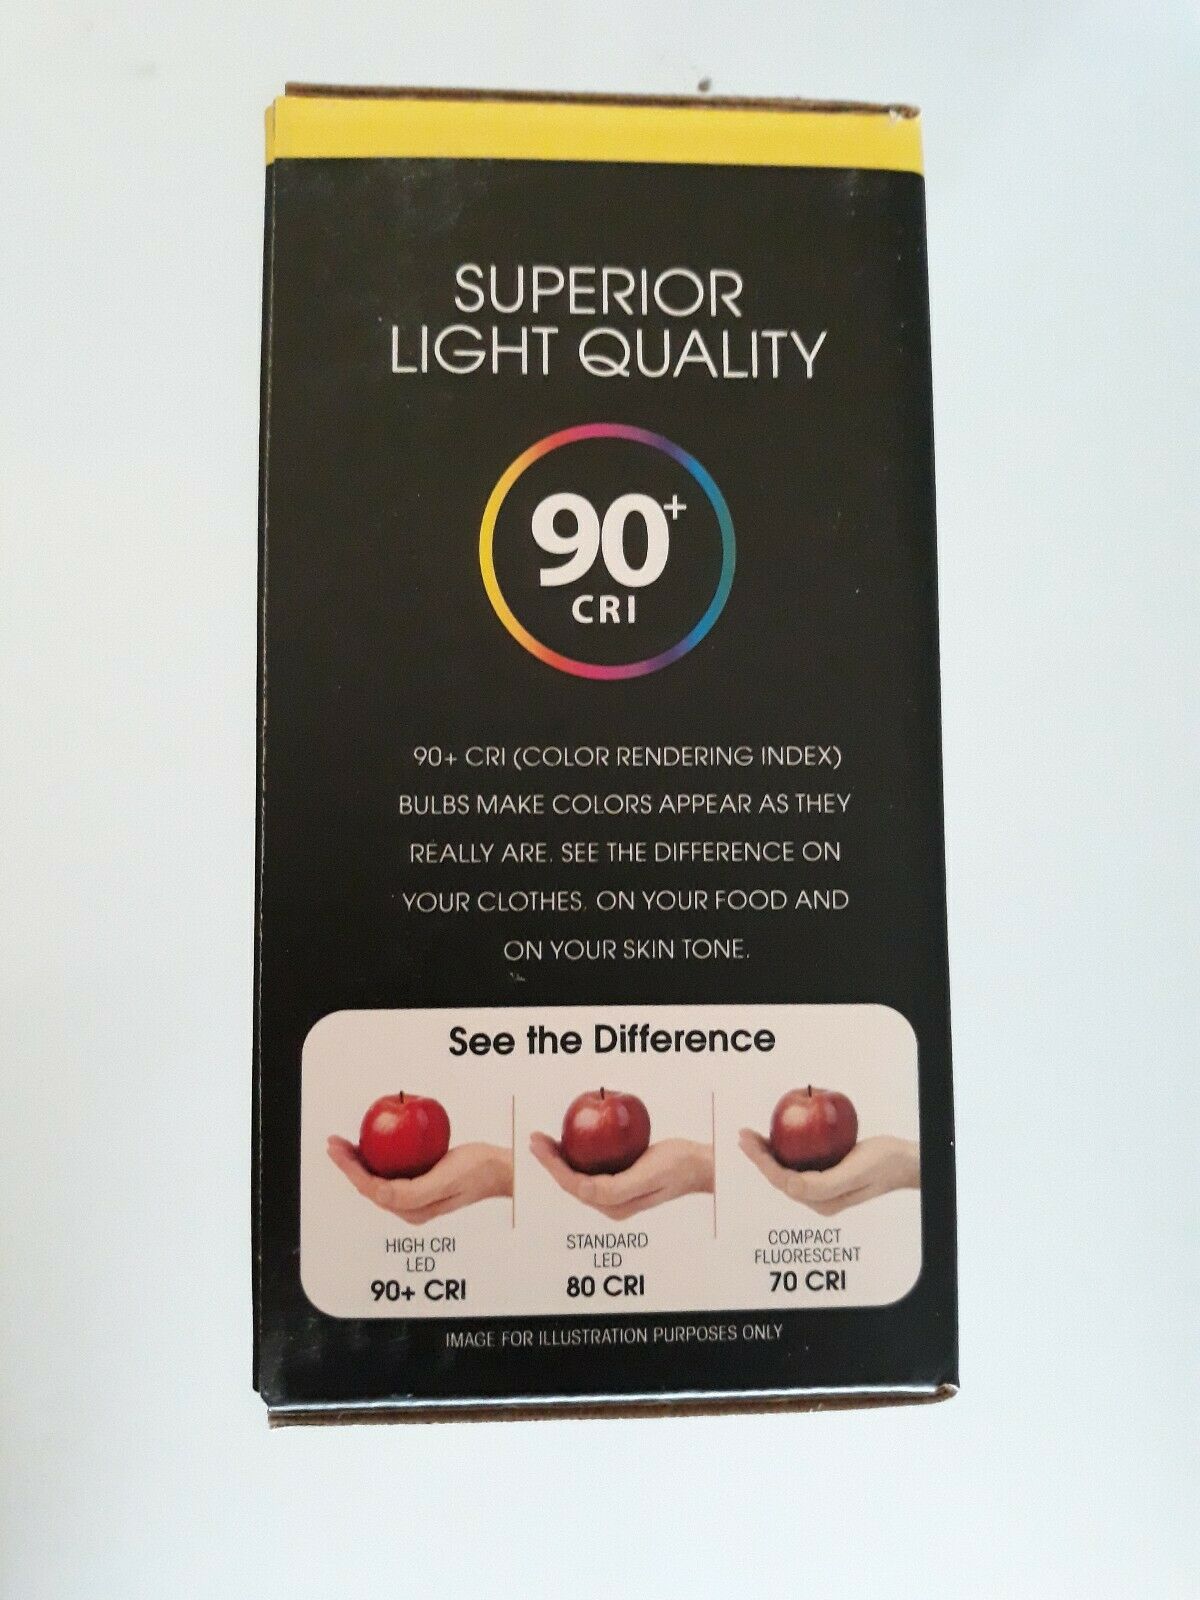 SUPERIOR
LIGHT QUALITY
90+
CRI
90+ CRI (COLOR RENDERING INDEX)
BULBS MAKE COLORS APPEAR AS THEY
REALLY ARE. SEE THE DIFFERENCE ON
YOUR CLOTHES, ON YOUR FOOD AND
ON YOUR SKIN TONE.
See the Difference
HIGH CRI
LED
90+ CRI
STANDARD
LED
80 CRI
COMPACT
FLUORESCENT
70 CRI
IMAGE FOR ILLUSTRATION PURPOSES ONLY